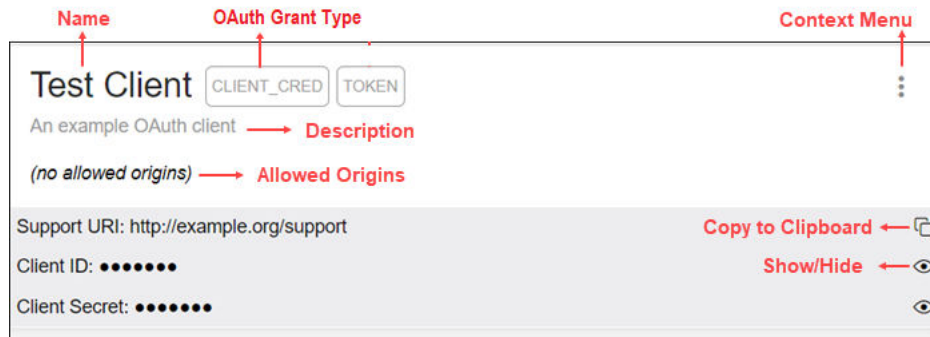 Name OAuth Grant Type Context Menu
Test Client CLIENT_CRED TOKEN
An example OAuth client Description
(no allowed origins) Allowed Origins
Support URI: http://example.org/support Copy to Clipboard
Client ID: ●●●●●●● Show/Hide
Client Secret: ●●●●●●●